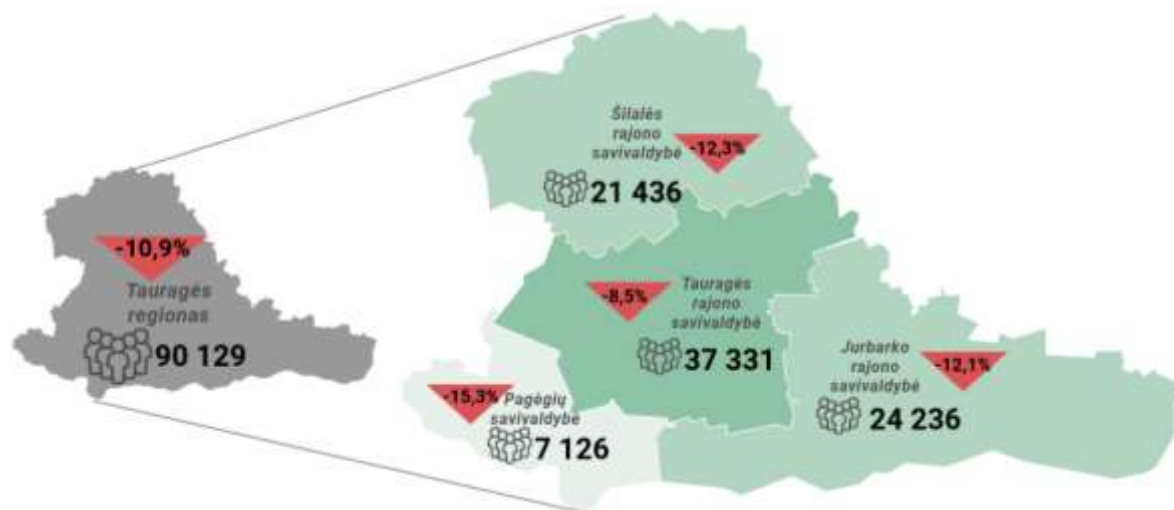 -10,9%
Tauragės
regionas
90 129
Šilalės
rajono
savivaldybė
-12,3%
21 436
-8,5%
Tauragės
rajono
savivaldybė
37 331
Jurbarko
rajono
savivaldybė
-12,1%
24 236
-15,3%
Pagėgių
savivaldybė
7 126